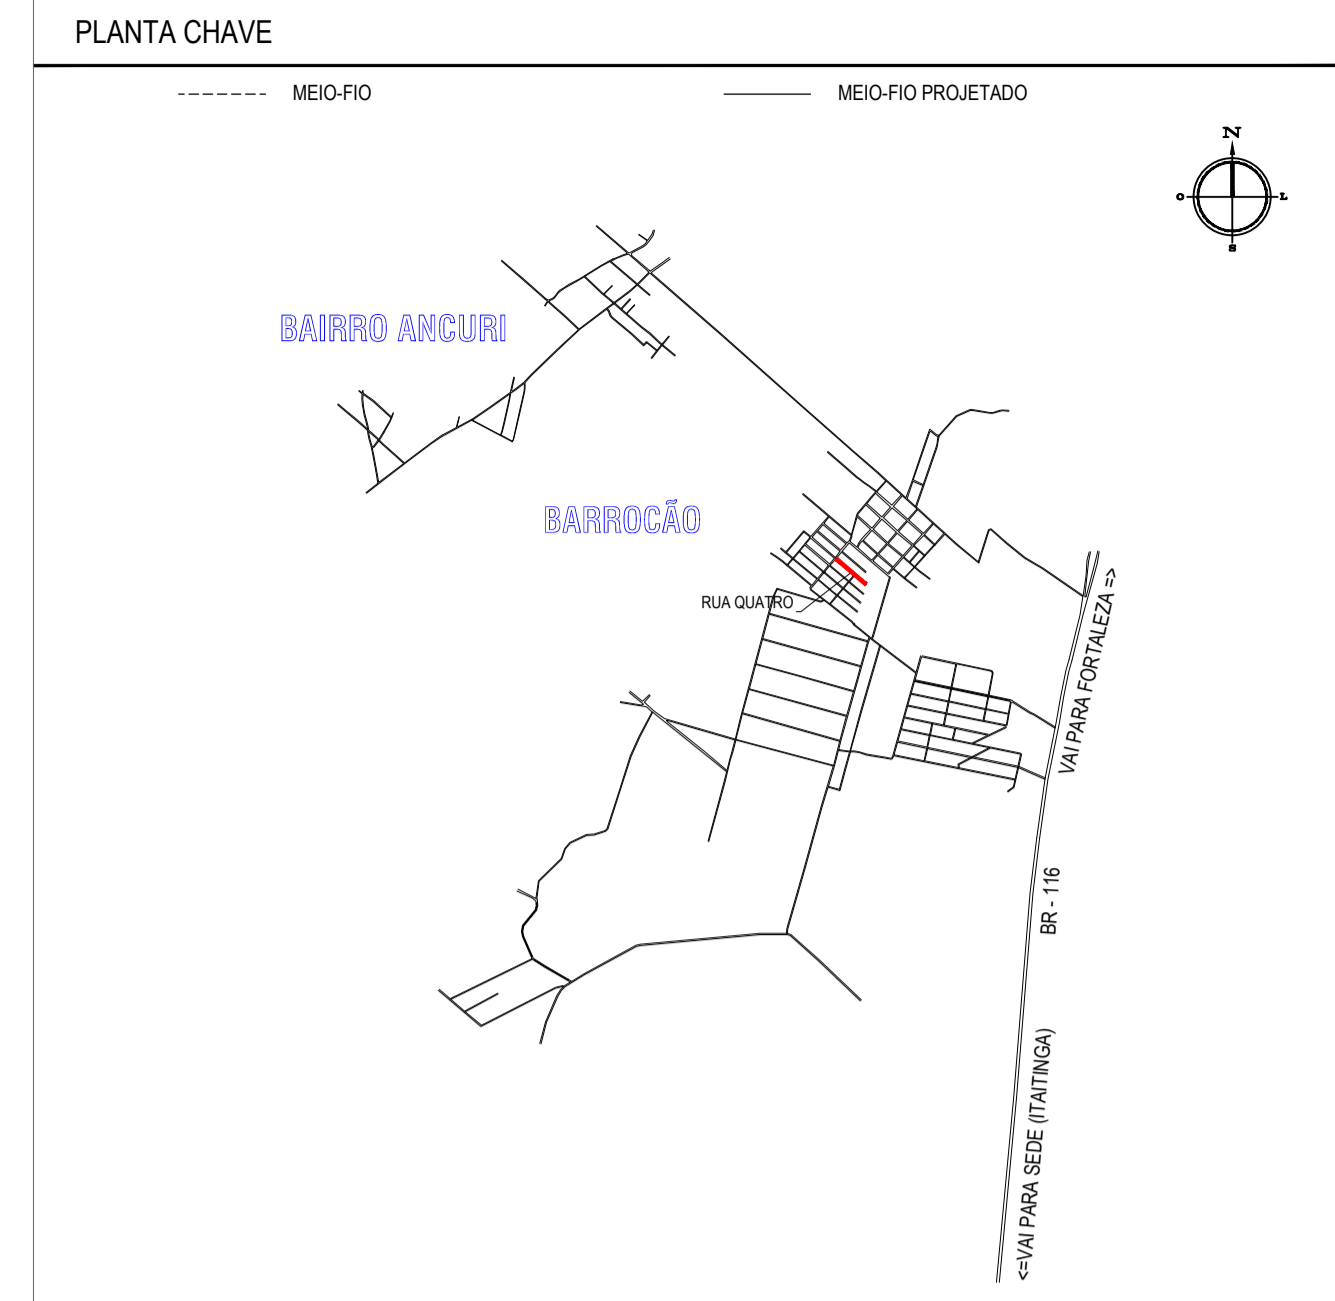 PLANTA CHAVE
MEIO-FIO
MEIO-FIO PROJETADO
N
O
L
S
BAIRRO ANCURI
BARROCÃO
RUA QUATRO
VAI PARA FORTALEZA =>
BR - 116
<=VAI PARA SEDE (ITAITINGA)